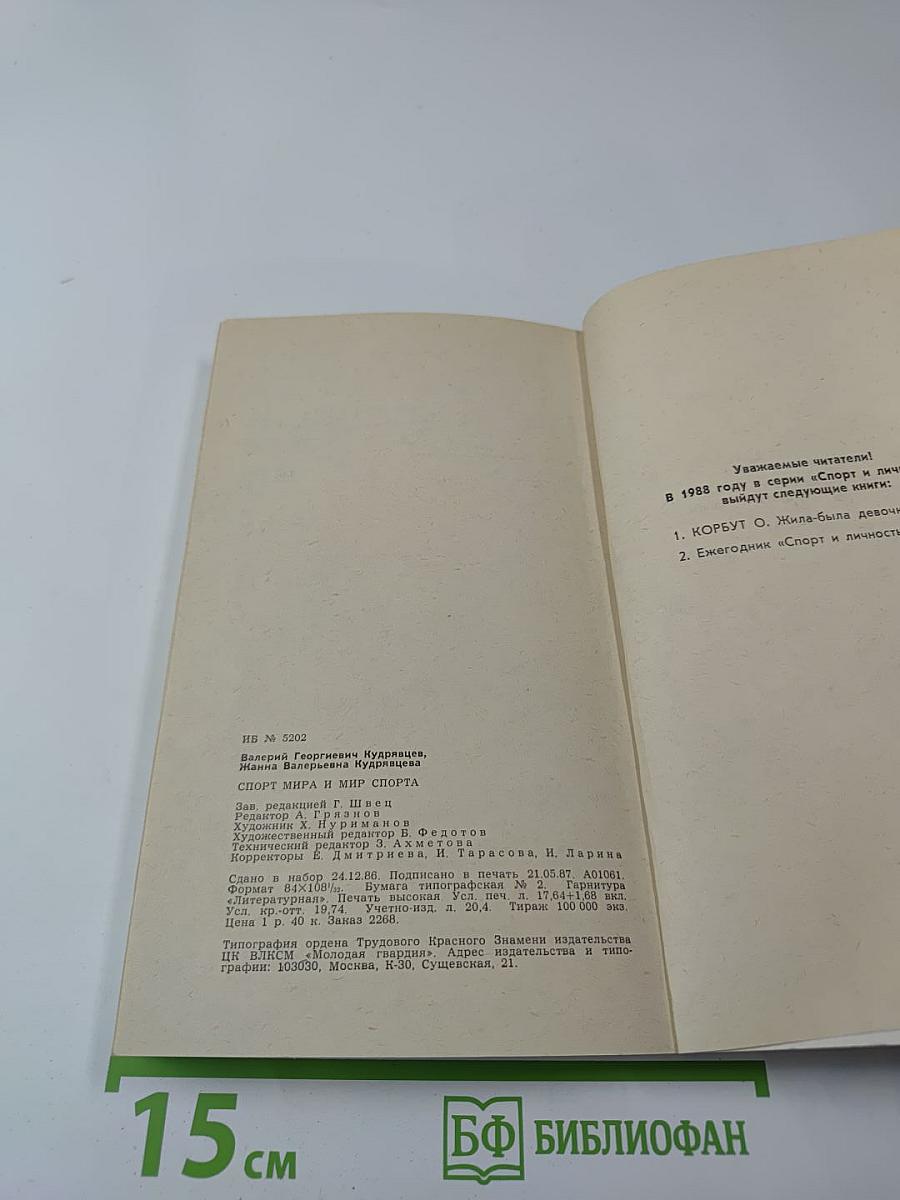 ИБ № 5202
Валерий Георгиевич Кудрявцев,
Жанна Валерьевна Кудрявцева
СПОРТ МИРА И МИР СПОРТА
Зав. редакцией Г. Швец
Редактор А. Грязнов
Художник Х. Нуриманов
Художественный редактор Б. Федотов
Технический редактор З. Ахметова
Корректоры Е. Дмитриева, И. Тарасова, И. Ларина
Сдано в набор 24.12.86. Подписано в печать 21.05.87. А01061.
Формат 84×108¹/₃₂. Бумага типографская № 2. Гарнитура
«Литературная». Печать высокая Усл. печ. л. 17,64+1,68 вкл.
Усл. кр.-отт. 19,74. Учетно-изд. л. 20,4. Тираж 100 000 экз.
Цена 1 р. 40 к. Заказ 2268.
Типография ордена Трудового Красного Знамени издательства
ЦК ВЛКСМ «Молодая гвардия». Адрес издательства и типо-
графии: 103030, Москва, К-30, Сущевская, 21.
Уважаемые читатели!
В 1988 году в серии «Спорт и
выйдут следующие книги:
1. КОРБУТ О. Жила-была
2. Ежегодник «Спорт и личность
15 см
БФ БИБЛИОФАН